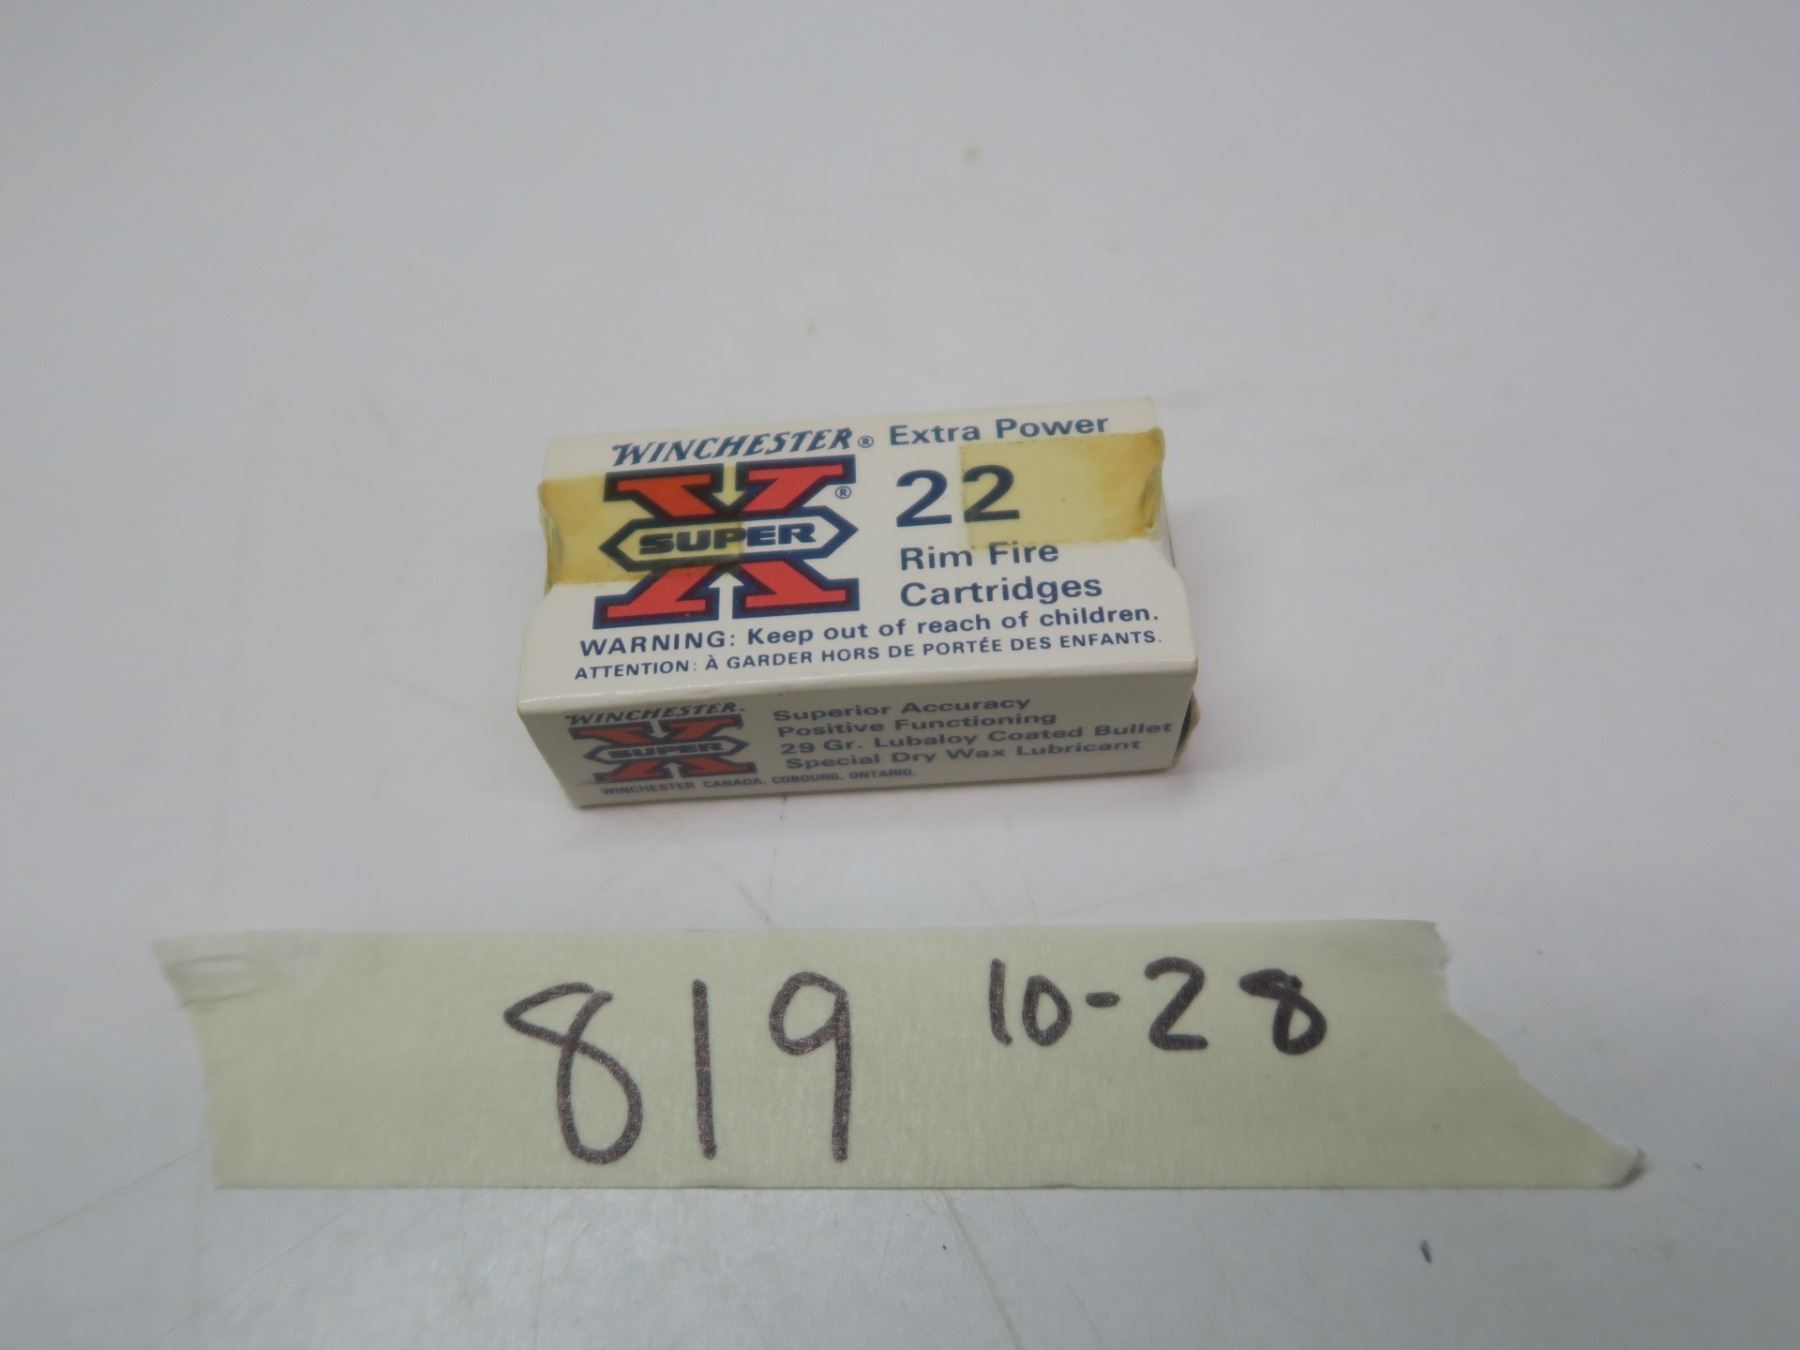 WINCHESTER® Extra Power
SUPER X®
22
Rim Fire
Cartridges
WARNING: Keep out of reach of children.
ATTENTION: À GARDER HORS DE PORTÉE DES ENFANTS.
WINCHESTER.
SUPER X
Superior Accuracy
Positive Functioning
29 Gr. Lubaloy Coated Bullet
Special Dry Wax Lubricant
WINCHESTER CANADA, COBOURG, ONTARIO.
819 10-28